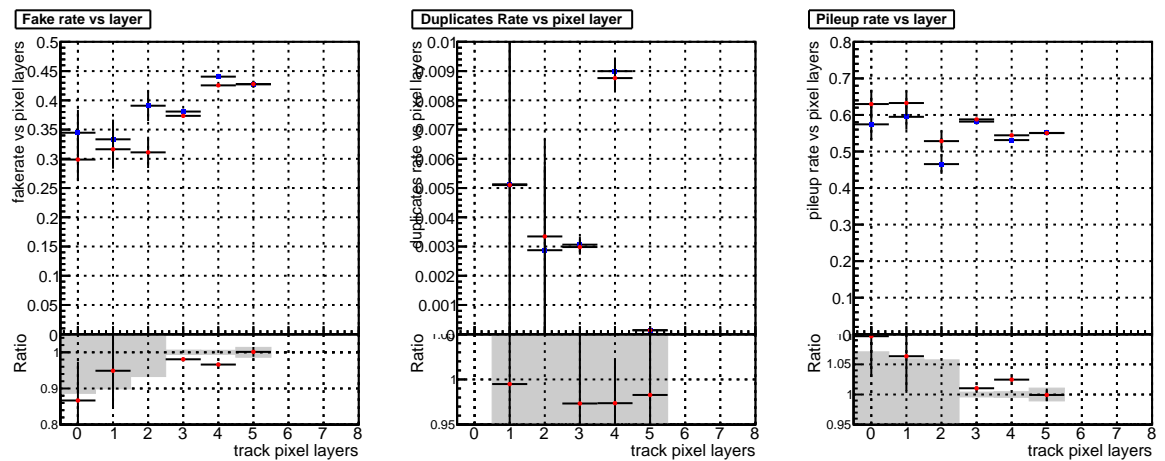 Fake rate vs layer
fakerate vs pixel layers
0.5
0.45
0.4
0.35
0.3
0.25
0.2
0.15
0.1
0.05
0
Ratio
1
0.9
0.8
0 1 2 3 4 5 6 7 8
track pixel layers
Duplicates Rate vs pixel layer
duplicates rate vs pixel layers
0.01
0.009
0.008
0.007
0.006
0.005
0.004
0.003
0.002
0.001
0
Ratio
1
0.95
0 1 2 3 4 5 6 7 8
track pixel layers
Pileup rate vs layer
pileup rate vs pixel layers
0.8
0.7
0.6
0.5
0.4
0.3
0.2
0.1
0
Ratio
1.05
1
0.95
0 1 2 3 4 5 6 7 8
track pixel layers